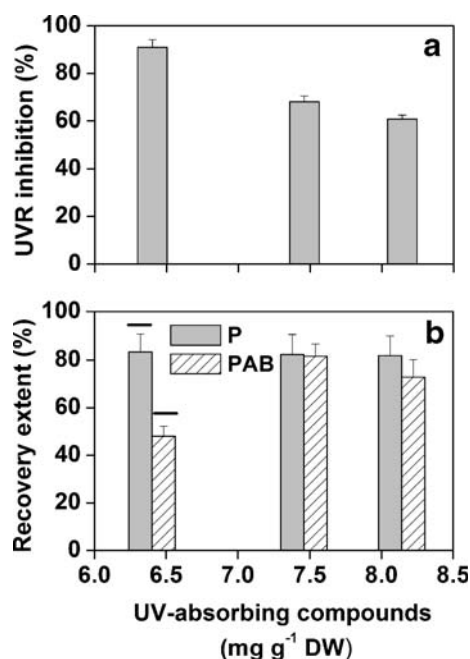 100
a
80
60
40
20
0
UVR inhibition (%)
100
b
80
60
40
20
0
Recovery extent (%)
P
PAB
6.0 6.5 7.0 7.5 8.0 8.5
UV-absorbing compounds
(mg g⁻¹ DW)